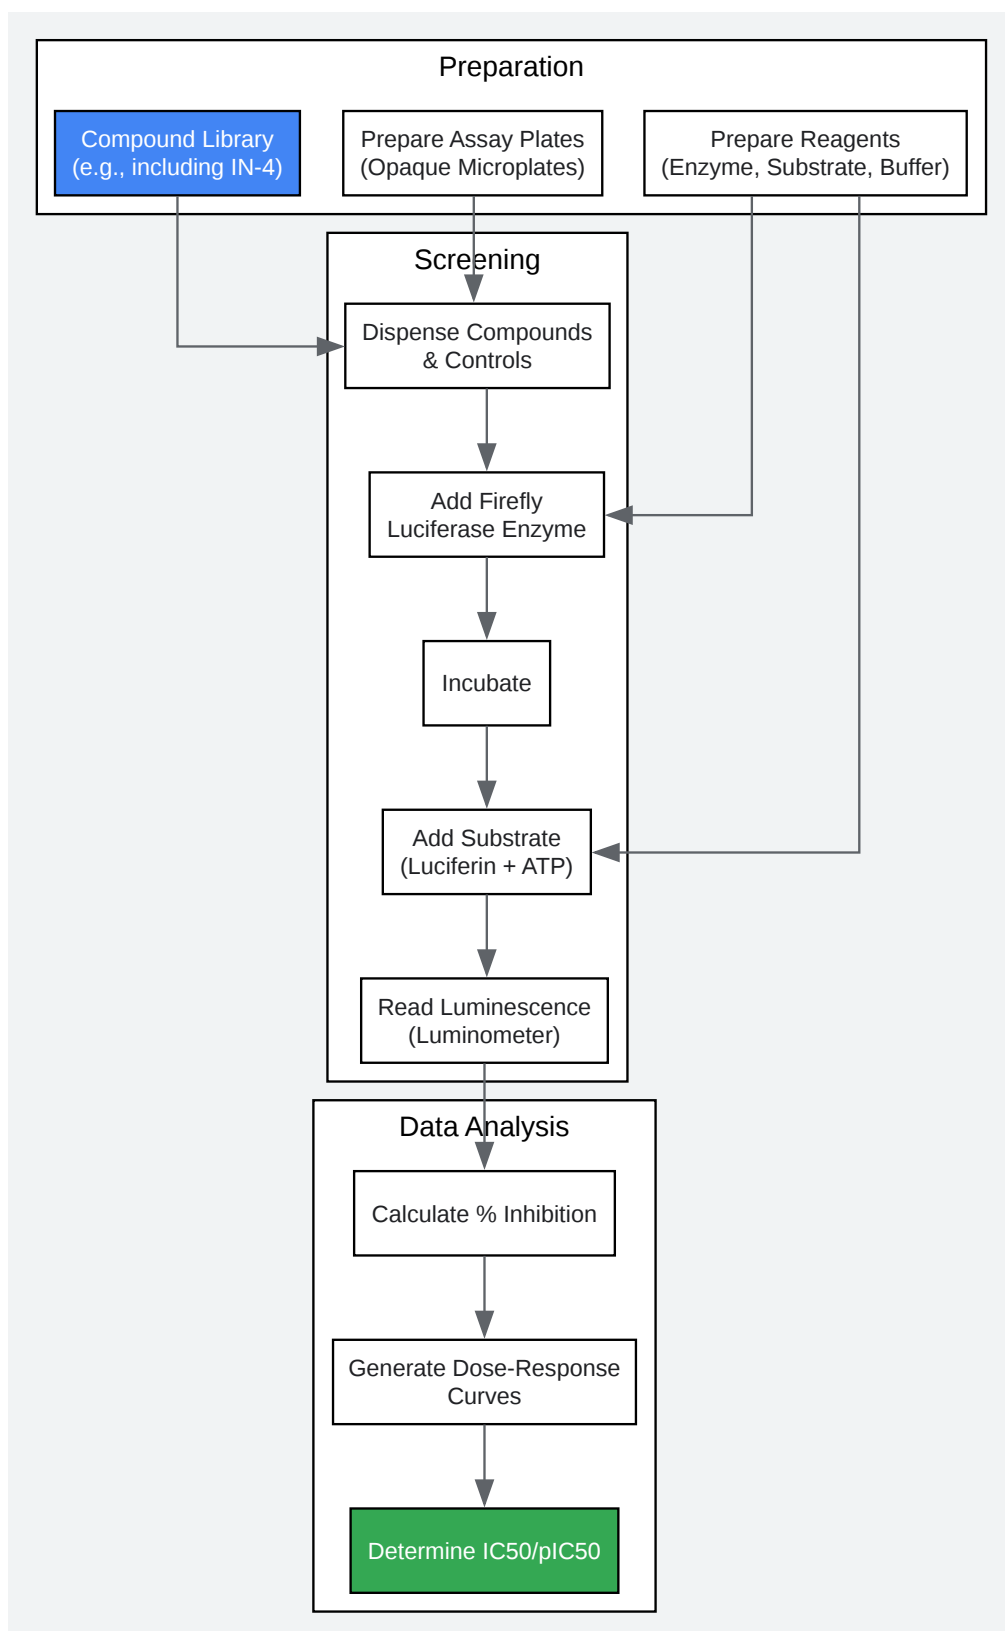 Preparation
Compound Library
(e.g., including IN-4)
Prepare Assay Plates
(Opaque Microplates)
Prepare Reagents
(Enzyme, Substrate, Buffer)
Screening
Dispense Compounds
& Controls
Add Firefly
Luciferase Enzyme
Incubate
Add Substrate
(Luciferin + ATP)
Read Luminescence
(Luminometer)
Data Analysis
Calculate % Inhibition
Generate Dose-Response
Curves
Determine IC50/pIC50